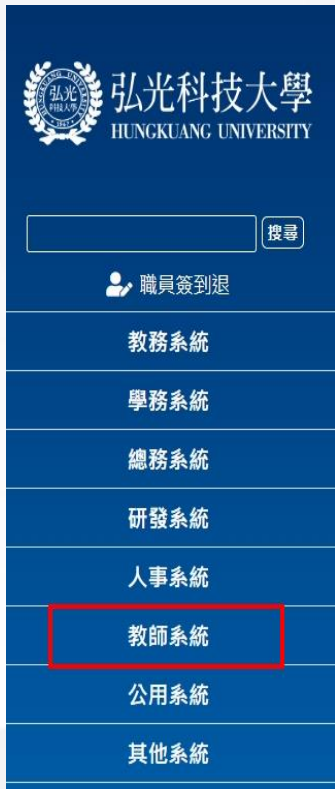 弘光科技大學
HUNGKUANG UNIVERSITY
搜尋
職員簽到退
教務系統
學務系統
總務系統
研發系統
人事系統
教師系統
公用系統
其他系統